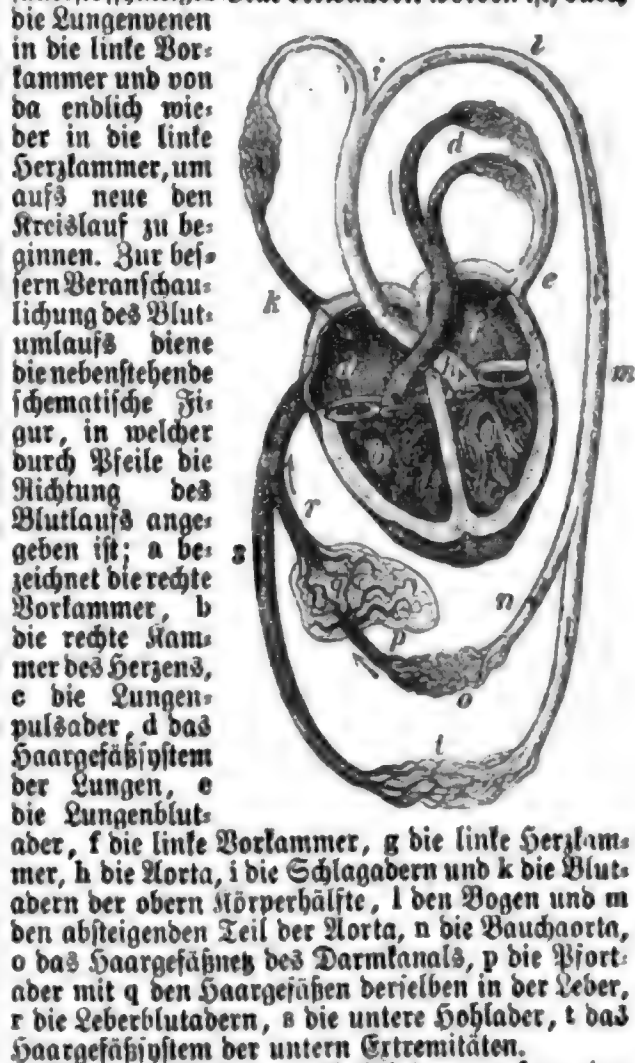 die Lungenvenen
in die linke Vor-
kammer und von
da endlich wie-
der in die linke
Herzkammer, um
aufs neue den
Kreislauf zu be-
ginnen. Zur bes-
sern Veranschau-
lichung des Blut-
umlaufs diene
die nebenstehende
schematische Fi-
gur, in welcher
durch Pfeile die
Richtung des
Blutlaufs ange-
geben ist; a be-
zeichnet die rechte
Vorkammer, b
die rechte Kam-
mer des Herzens,
c die Lungen-
pulsader, d das
Haargefäßsystem
der Lungen, e
die Lungenblut-
ader, f die linke Vorkammer, g die linke Herzkam-
mer, h die Aorta, i die Schlagadern und k die Blut-
adern der obern Körperhälfte, l den Bogen und m
den absteigenden Teil der Aorta, n die Bauchaorta,
o das Haargefäßnetz des Darmkanals, p die Pfort-
ader mit q den Haargefäßen derselben in der Leber,
r die Leberblutadern, s die untere Hohlader, t das
Haargefäßsystem der untern Extremitäten.
i
l
d
k
e
m
r
s
q
n
p
o
t